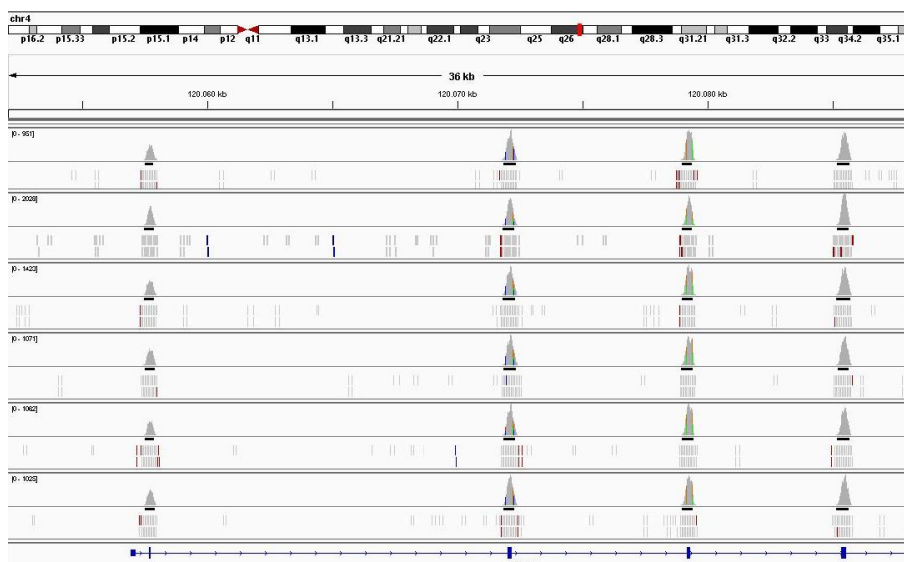 chr4
p16.2 p15.33 p15.2 p15.1 p14 p12 q11 q13.1 q13.3 q21.21 q22.1 q23 q25 q26 q28.1 q28.3 q31.21 q31.3 q32.2 q33 q34.2 q35.1
36 kb
120.060 kb 120.070 kb 120.080 kb
[0 - 951]
[0 - 2026]
[0 - 1423]
[0 - 1071]
[0 - 1062]
[0 - 1025]